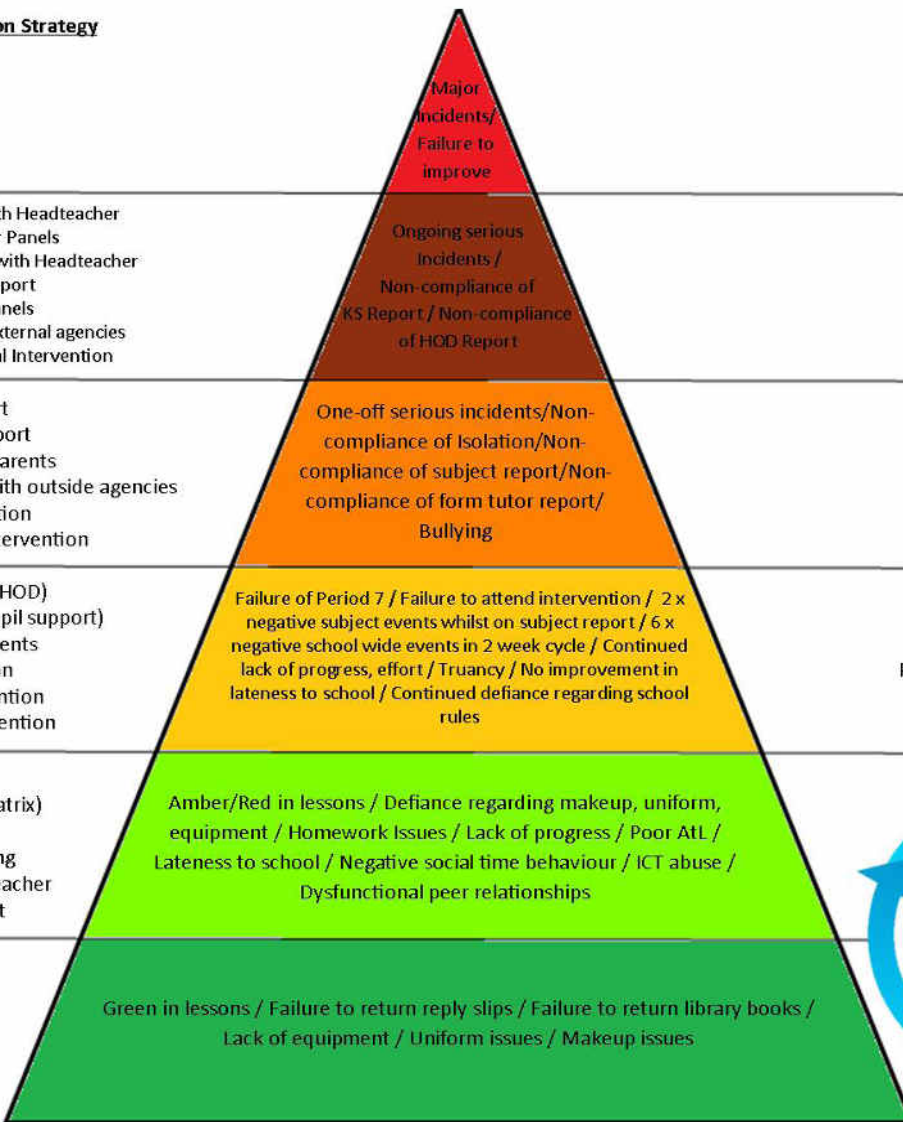 on Strategy
Major
Incidents/
Failure to
improve
th Headteacher
r Panels
with Headteacher
port
nels
xternal agencies
al Intervention
Ongoing serious
Incidents /
Non-compliance of
KS Report / Non-compliance
of HOD Report
rt
port
arents
ith outside agencies
tion
tervention
One-off serious incidents/Non-
compliance of Isolation/Non-
compliance of subject report/Non-
compliance of form tutor report/
Bullying
HOD)
pil support)
ents
n
ntion
vention
Failure of Period 7 / Failure to attend intervention / 2 x
negative subject events whilst on subject report / 6 x
negative school wide events in 2 week cycle / Continued
lack of progress, effort / Truancy / No improvement in
lateness to school / Continued defiance regarding school
rules
atrix)
ng
eacher
t
Amber/Red in lessons / Defiance regarding makeup, uniform,
equipment / Homework Issues / Lack of progress / Poor AtL /
Lateness to school / Negative social time behaviour / ICT abuse /
Dysfunctional peer relationships
Green in lessons / Failure to return reply slips / Failure to return library books /
Lack of equipment / Uniform issues / Makeup issues